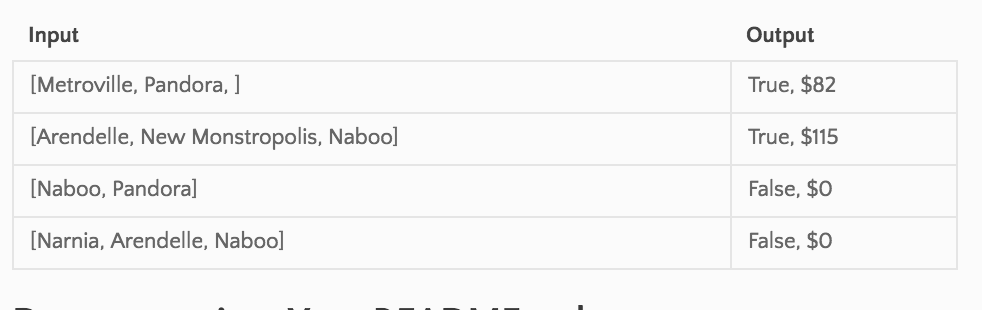 Input Output
[Metroville, Pandora, ] True, $82
[Arendelle, New Monstropolis, Naboo] True, $115
[Naboo, Pandora] False, $0
[Narnia, Arendelle, Naboo] False, $0